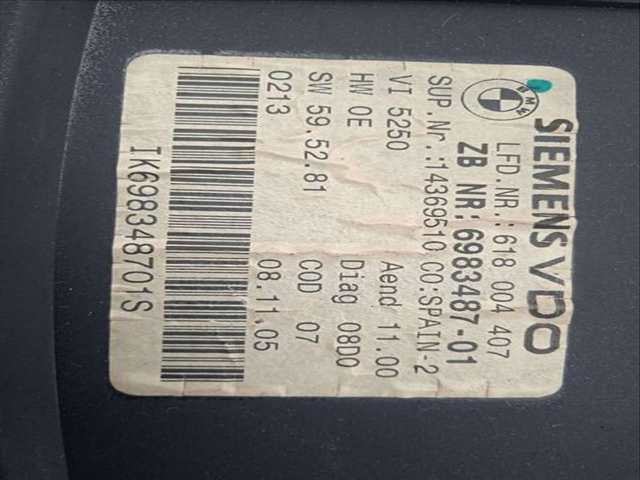 SIEMENS VDO
BMW
LFD.NR.:618 004 407
ZB NR:6983487-01
SUP.Nr.:14369510 CO:SPAIN-2
VI 5250 Aend 11.00
HW 0E Diag 08D0
SW 59.52.81 COD 07
0213 08.11.05
IK698348701S